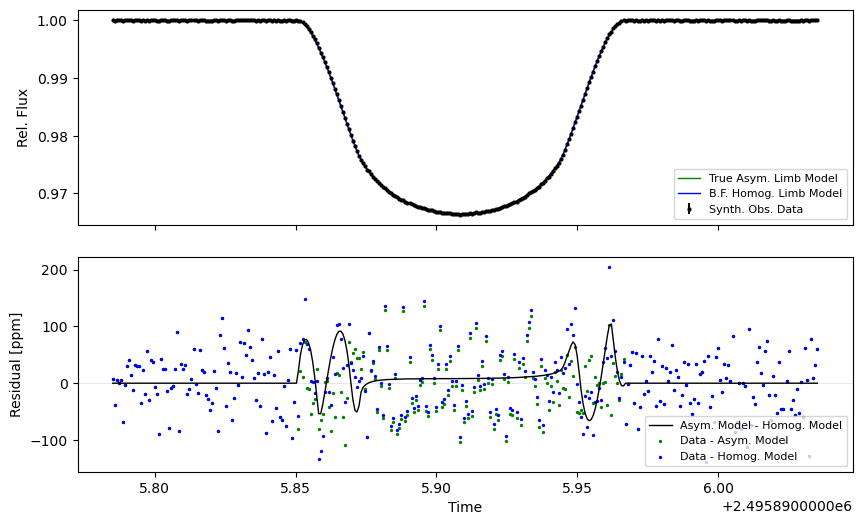 1.00
0.99
0.98
0.97
Rel. Flux
True Asym. Limb Model
B.F. Homog. Limb Model
Synth. Obs. Data
200
100
0
−100
Residual [ppm]
Asym. Model - Homog. Model
Data - Asym. Model
Data - Homog. Model
5.80
5.85
5.90
5.95
6.00
Time
+2.4958900000e6